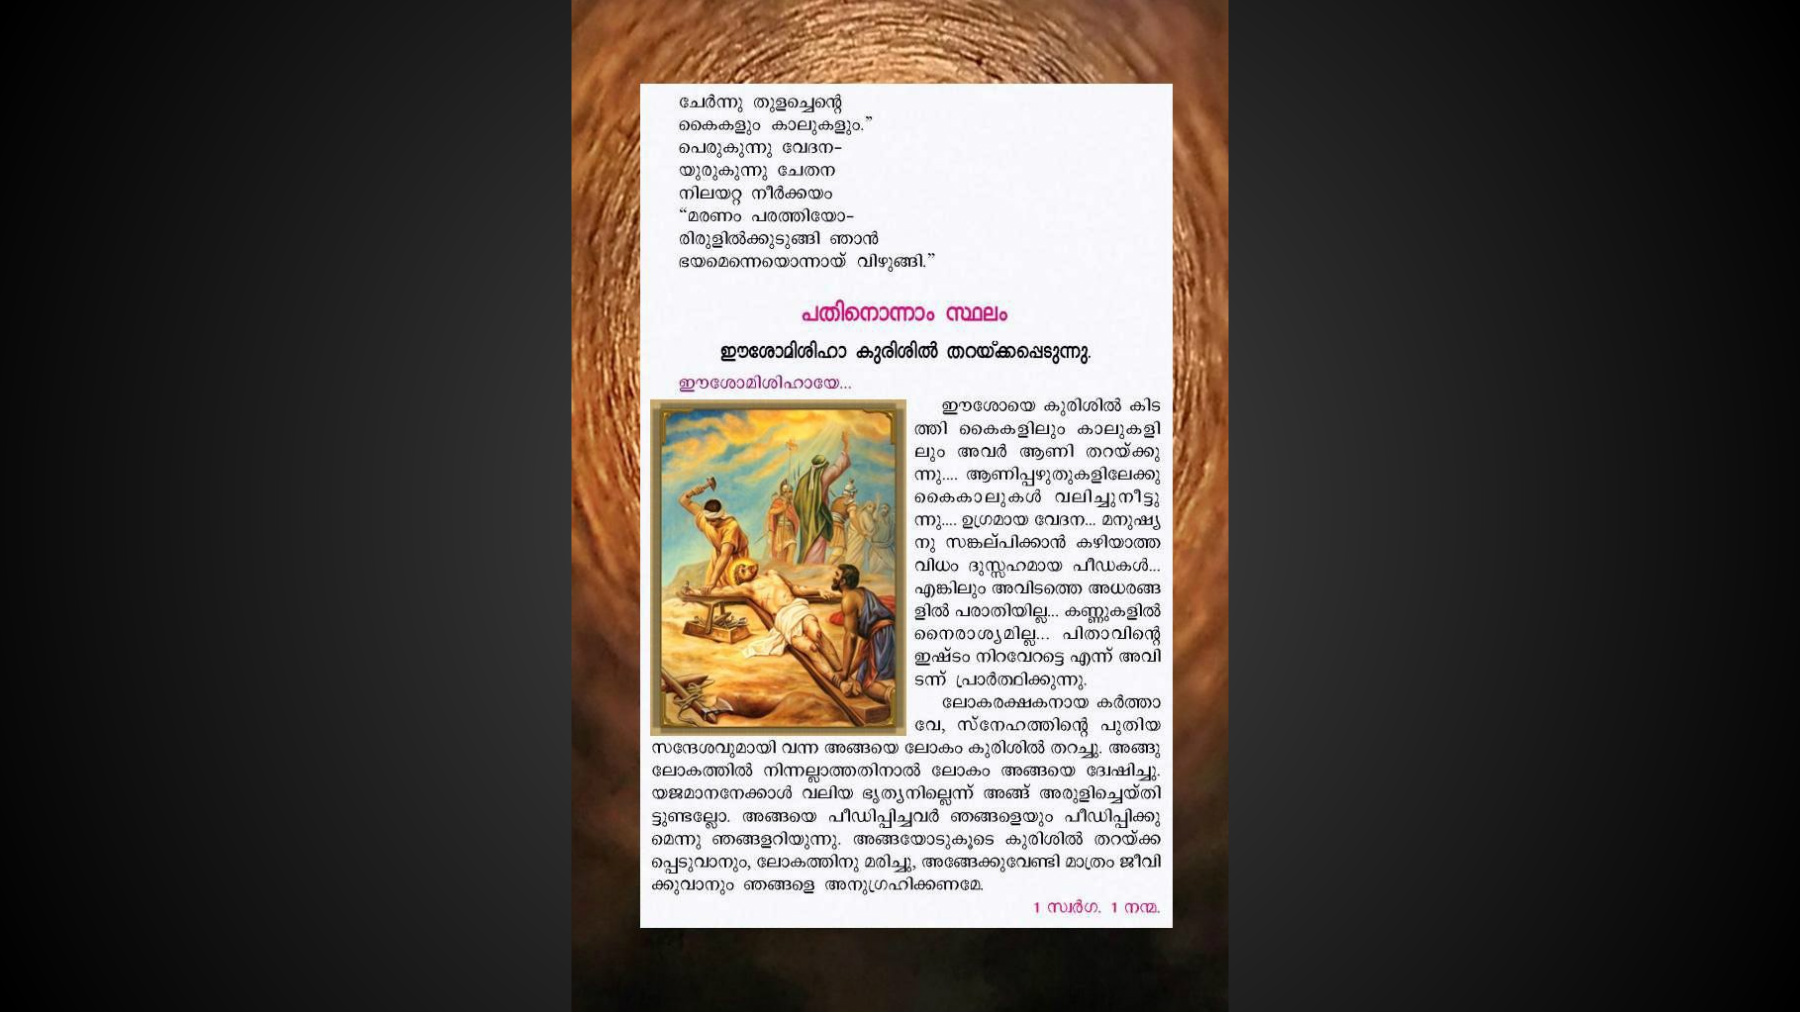 ചേർന്നു തുളച്ചെന്റെ
കൈകളും കാലുകളും.”
പെരുകുന്നു വേദന-
യുരുകുന്നു ചേതന
നിലയറ്റ നീർക്കയം
“മരണം പരത്തിയോ-
രിരുളിൽക്കുടുങ്ങി ഞാൻ
ഭയമെന്നെയൊന്നായ് വിഴുങ്ങി.”
പതിനൊന്നാം സ്ഥലം
ഈശോമിശിഹാ കുരിശിൽ തറയ്ക്കപ്പെടുന്നു.
ഈശോമിശിഹായേ...
ഈശോയെ കുരിശിൽ കിട
ത്തി കൈകളിലും കാലുകളി
ലും അവർ ആണി തറയ്ക്കു
ന്നു.... ആണിപ്പഴുതുകളിലേക്കു
കൈകാലുകൾ വലിച്ചുനീട്ടു
ന്നു.... ഉഗ്രമായ വേദന... മനുഷ്യ
നു സങ്കല്പിക്കാൻ കഴിയാത്ത
വിധം ദുസ്സഹമായ പീഡകൾ...
എങ്കിലും അവിടത്തെ അധരങ്ങ
ളിൽ പരാതിയില്ല... കണ്ണുകളിൽ
നൈരാശ്യമില്ല... പിതാവിന്റെ
ഇഷ്ടം നിറവേറട്ടെ എന്ന് അവി
ടന്ന് പ്രാർത്ഥിക്കുന്നു.
ലോകരക്ഷകനായ കർത്താ
വേ, സ്നേഹത്തിന്റെ പുതിയ
സന്ദേശവുമായി വന്ന അങ്ങയെ ലോകം കുരിശിൽ തറച്ചു. അങ്ങു
ലോകത്തിൽ നിന്നല്ലാത്തതിനാൽ ലോകം അങ്ങയെ ദ്വേഷിച്ചു.
യജമാനനേക്കാൾ വലിയ ഭൃത്യനില്ലെന്ന് അങ്ങ് അരുളിച്ചെയ്തി
ട്ടുണ്ടല്ലോ. അങ്ങയെ പീഡിപ്പിച്ചവർ ഞങ്ങളെയും പീഡിപ്പിക്കു
മെന്നു ഞങ്ങളറിയുന്നു. അങ്ങയോടുകൂടെ കുരിശിൽ തറയ്ക്ക
പ്പെടുവാനും, ലോകത്തിനു മരിച്ചു, അങ്ങേക്കുവേണ്ടി മാത്രം ജീവി
ക്കുവാനും ഞങ്ങളെ അനുഗ്രഹിക്കണമേ.
1 സ്വർഗ. 1 നന്മ.